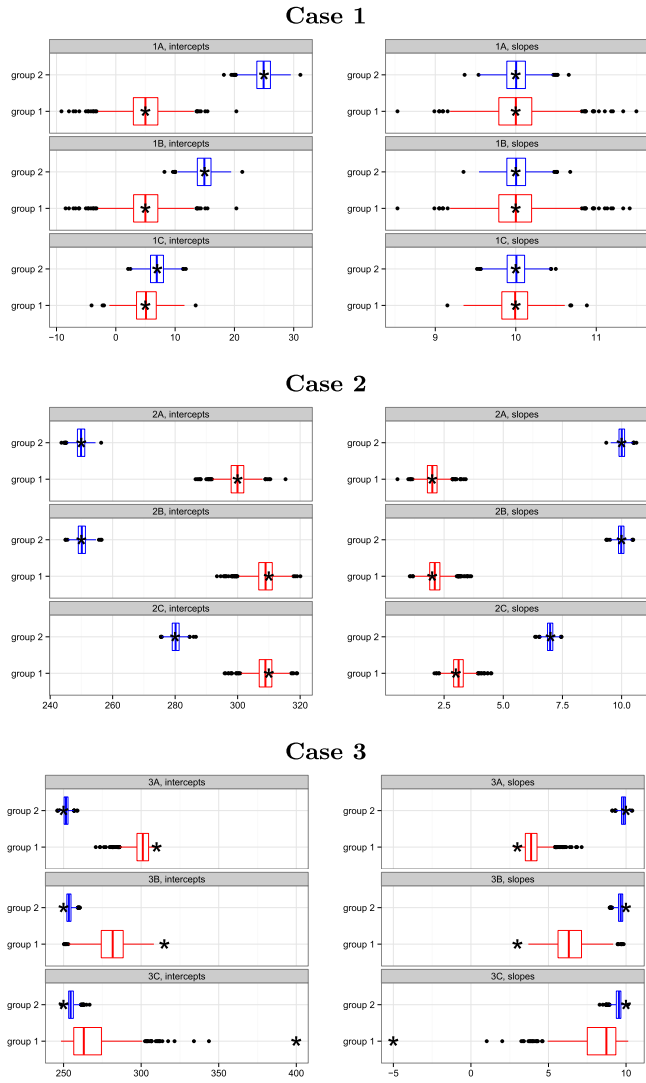 Case 1
1A, intercepts
1A, slopes
group 2
group 2
group 1
group 1
1B, intercepts
1B, slopes
group 2
group 2
group 1
group 1
1C, intercepts
1C, slopes
group 2
group 2
group 1
group 1
−10 0 10 20 30
9 10 11
Case 2
2A, intercepts
2A, slopes
group 2
group 2
group 1
group 1
2B, intercepts
2B, slopes
group 2
group 2
group 1
group 1
2C, intercepts
2C, slopes
group 2
group 2
group 1
group 1
240 260 280 300 320
2.5 5.0 7.5 10.0
Case 3
3A, intercepts
3A, slopes
group 2
group 2
group 1
group 1
3B, intercepts
3B, slopes
group 2
group 2
group 1
group 1
3C, intercepts
3C, slopes
group 2
group 2
group 1
group 1
250 300 350 400
−5 0 5 10